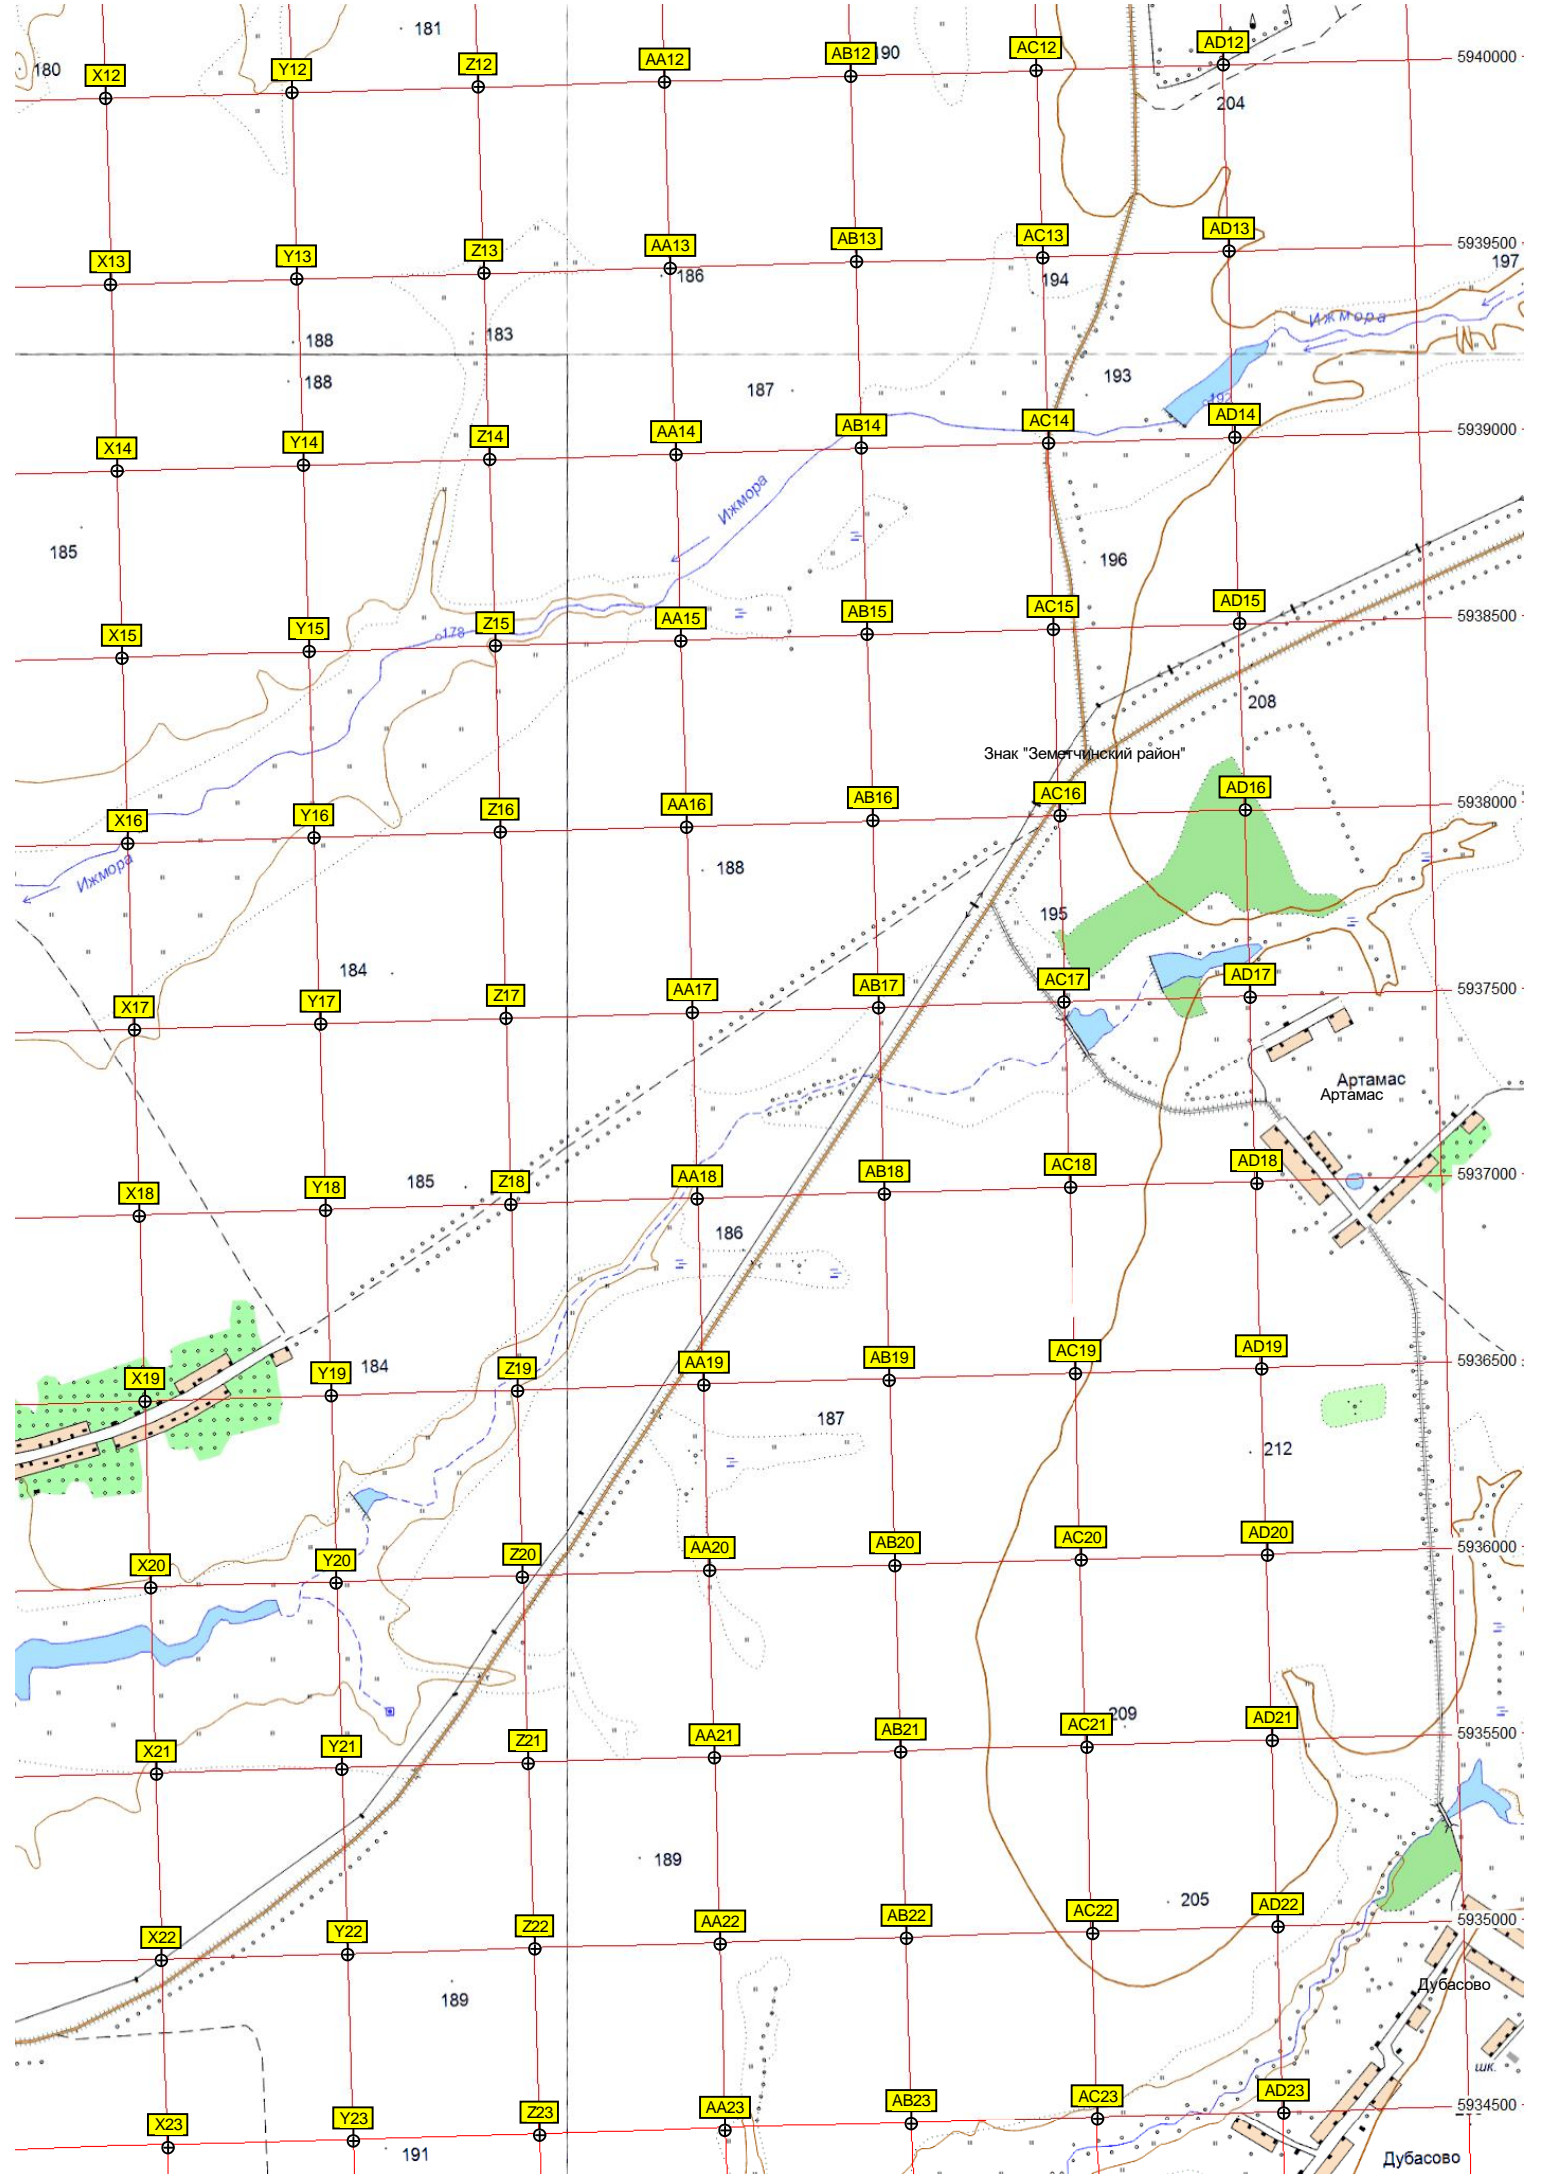 181
180
X12
Y12
Z12
AA12
AB12
190
AC12
AD12
5940000
204
X13
Y13
Z13
AA13
186
AB13
AC13
194
AD13
5939500
197
Ижмора
183
188
188
187
193
192
X14
Y14
Z14
AA14
AB14
AC14
AD14
5939000
Ижмора
185
196
X15
Y15
178
Z15
AA15
AB15
AC15
AD15
5938500
208
Знак "Земетчинский район"
X16
Y16
Z16
AA16
AB16
AC16
AD16
5938000
Ижмора
188
195
184
X17
Y17
Z17
AA17
AB17
AC17
AD17
5937500
Артамас
Артамас
X18
Y18
185
Z18
AA18
AB18
AC18
AD18
5937000
186
X19
Y19
184
Z19
AA19
AB19
AC19
AD19
5936500
187
212
X20
Y20
Z20
AA20
AB20
AC20
AD20
5936000
209
X21
Y21
Z21
AA21
AB21
AC21
AD21
5935500
189
205
X22
Y22
Z22
AA22
AB22
AC22
AD22
5935000
Дубасово
189
шк.
X23
Y23
Z23
AA23
AB23
AC23
AD23
5934500
191
Дубасово